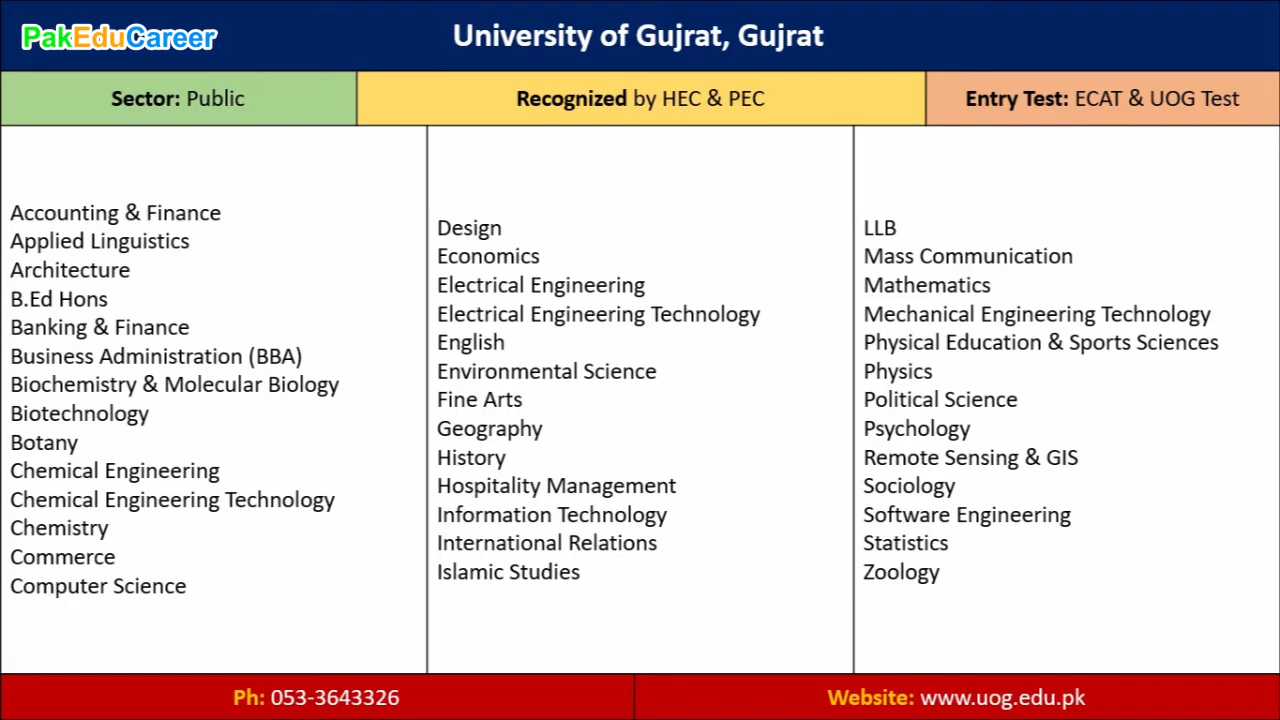 PakEduCareer
University of Gujrat, Gujrat
Sector: Public
Recognized by HEC & PEC
Entry Test: ECAT & UOG Test
Accounting & Finance
Applied Linguistics
Architecture
B.Ed Hons
Banking & Finance
Business Administration (BBA)
Biochemistry & Molecular Biology
Biotechnology
Botany
Chemical Engineering
Chemical Engineering Technology
Chemistry
Commerce
Computer Science
Design
Economics
Electrical Engineering
Electrical Engineering Technology
English
Environmental Science
Fine Arts
Geography
History
Hospitality Management
Information Technology
International Relations
Islamic Studies
LLB
Mass Communication
Mathematics
Mechanical Engineering Technology
Physical Education & Sports Sciences
Physics
Political Science
Psychology
Remote Sensing & GIS
Sociology
Software Engineering
Statistics
Zoology
Ph: 053-3643326
Website: www.uog.edu.pk